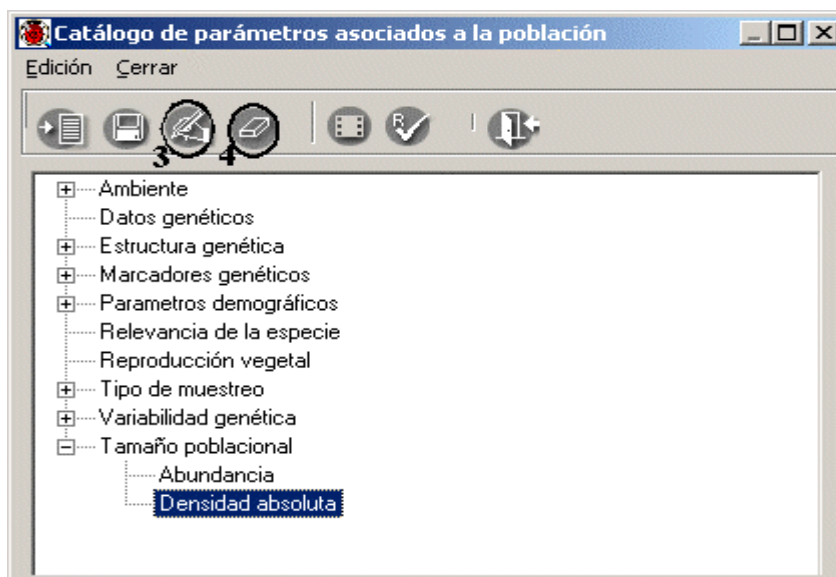 Catálogo de parámetros asociados a la población
Edición Cerrar
3 4 R
Ambiente
Datos genéticos
Estructura genética
Marcadores genéticos
Parametros demográficos
Relevancia de la especie
Reproducción vegetal
Tipo de muestreo
Variabilidad genética
Tamaño poblacional
Abundancia
Densidad absoluta